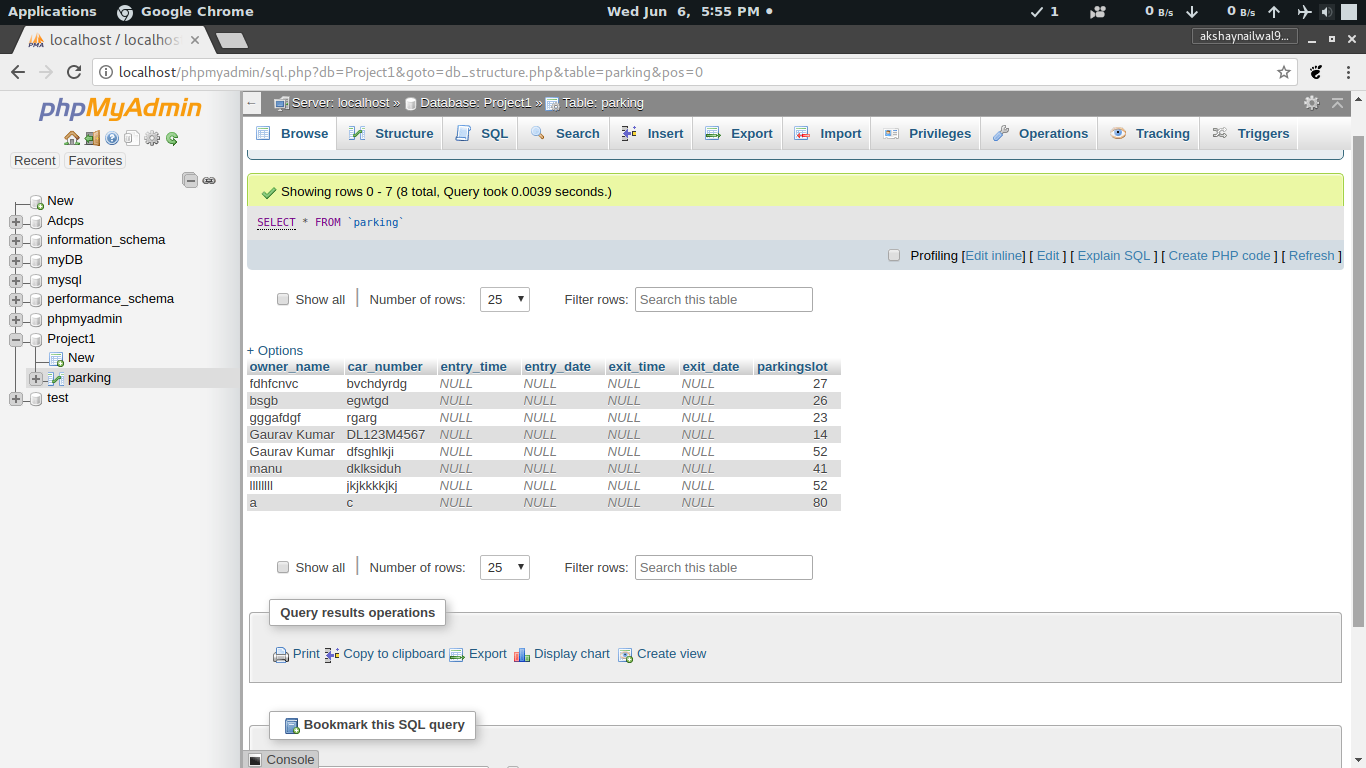 Applications Google Chrome Wed Jun 6, 5:55 PM 1 0 B/s 0 B/s
localhost / localhos akshaynailwal9...
localhost/phpmyadmin/sql.php?db=Project1&goto=db_structure.php&table=parking&pos=0
phpMyAdmin
Recent Favorites
New
Adcps
information_schema
myDB
mysql
performance_schema
phpmyadmin
Project1
New
parking
test
Server: localhost » Database: Project1 » Table: parking
Browse Structure SQL Search Insert Export Import Privileges Operations Tracking Triggers
Showing rows 0 - 7 (8 total, Query took 0.0039 seconds.)
SELECT * FROM `parking`
Profiling [Edit inline] [ Edit ] [ Explain SQL ] [ Create PHP code ] [ Refresh ]
Show all | Number of rows: 25 Filter rows: Search this table
+ Options
owner_name car_number entry_time entry_date exit_time exit_date parkingslot
fdhfcnvc bvchdyrdg NULL NULL NULL NULL 27
bsgb egwtgd NULL NULL NULL NULL 26
gggafdgf rgarg NULL NULL NULL NULL 23
Gaurav Kumar DL123M4567 NULL NULL NULL NULL 14
Gaurav Kumar dfsghlkji NULL NULL NULL NULL 52
manu dklksiduh NULL NULL NULL NULL 41
llllllll jkjkkkkjkj NULL NULL NULL NULL 52
a c NULL NULL NULL NULL 80
Show all | Number of rows: 25 Filter rows: Search this table
Query results operations
Print Copy to clipboard Export Display chart Create view
Bookmark this SQL query
Console